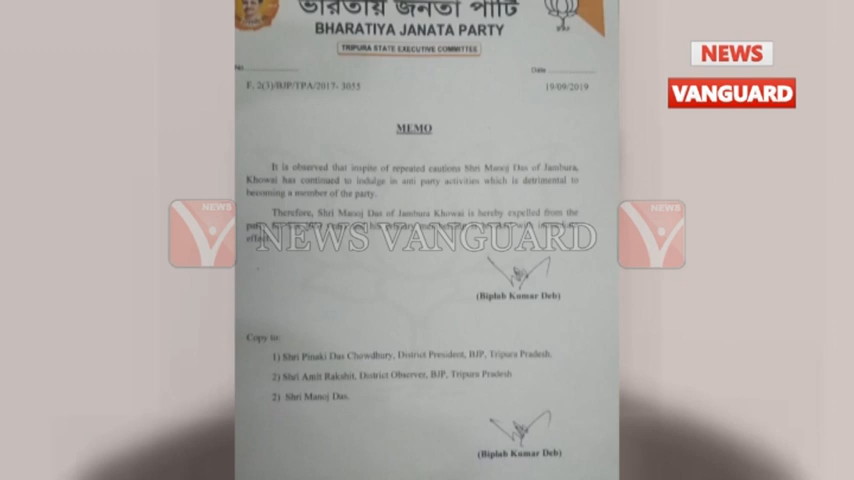 ভারতীয় জনতা পার্টি
BHARATIYA JANATA PARTY
TRIPURA STATE EXECUTIVE COMMITTEE
No
Date
F. 2(3)/BJP/TPA/2017- 3055
19/09/2019
MEMO
It is observed that inspite of repeated cautions Shri Manoj Das of Jambura,
Khowai has continued to indulge in anti party activities which is detrimental to
becoming a member of the party.
Therefore, Shri Manoj Das of Jambura Khowai is hereby expelled from the
effect
(Biplab Kumar Deb)
Copy to:
1) Shri Pinaki Das Chowdhury, District President, BJP, Tripura Pradesh.
2) Shri Amit Rakshit, District Observer, BJP, Tripura Pradesh
2) Shri Manoj Das.
(Biplab Kumar Deb)
NEWS
VANGUARD
NEWS
V
NEWS VANGUARD
NEWS
V